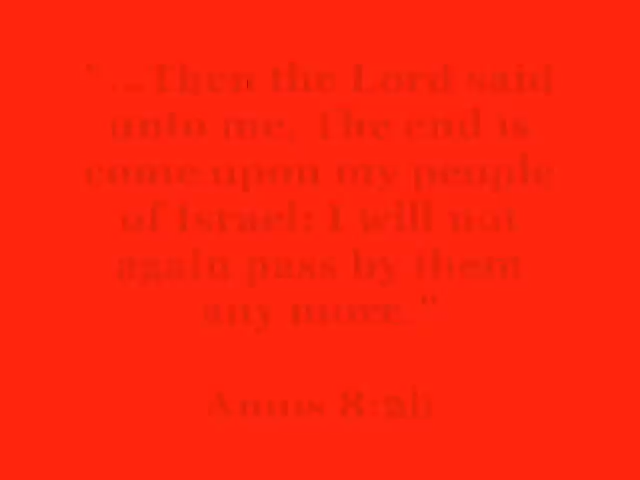 "...Then the Lord said
unto me, The end is
come upon my people
of Israel; I will not
again pass by them
any more."
Amos 8:2b